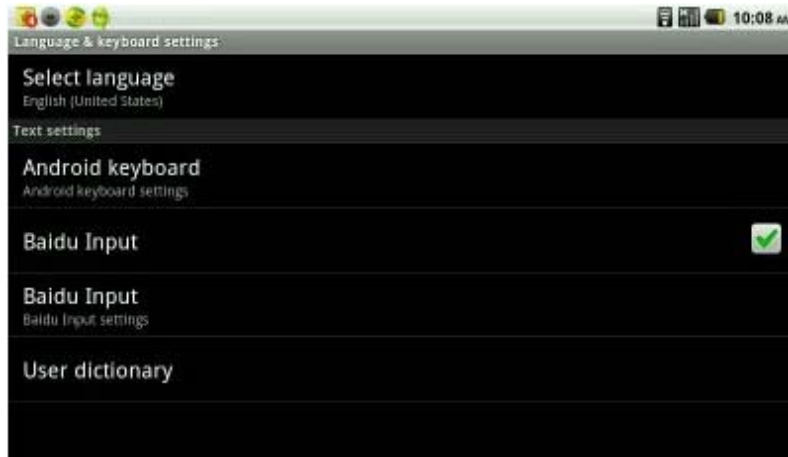 10:08 AM
Language & keyboard settings
Select language
English (United States)
Text settings
Android keyboard
Android keyboard settings
Baidu Input
Baidu Input
Baidu Input settings
User dictionary